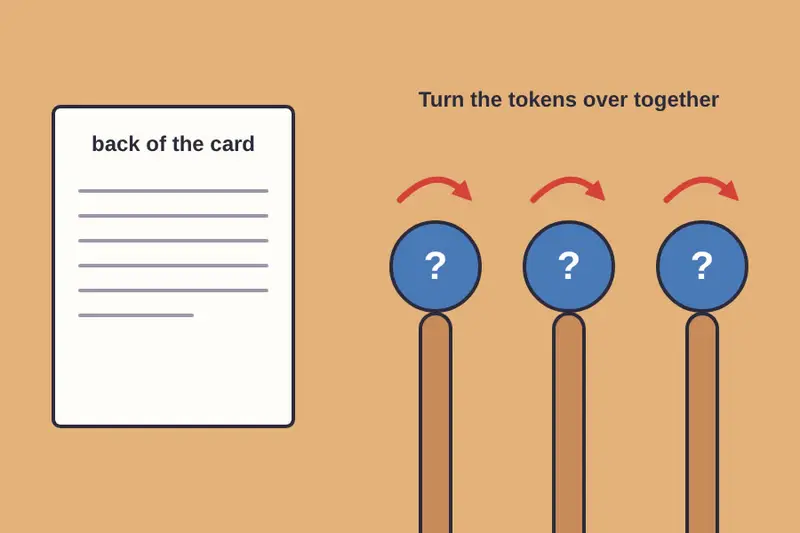 back of the card
Turn the tokens over together
? ? ?